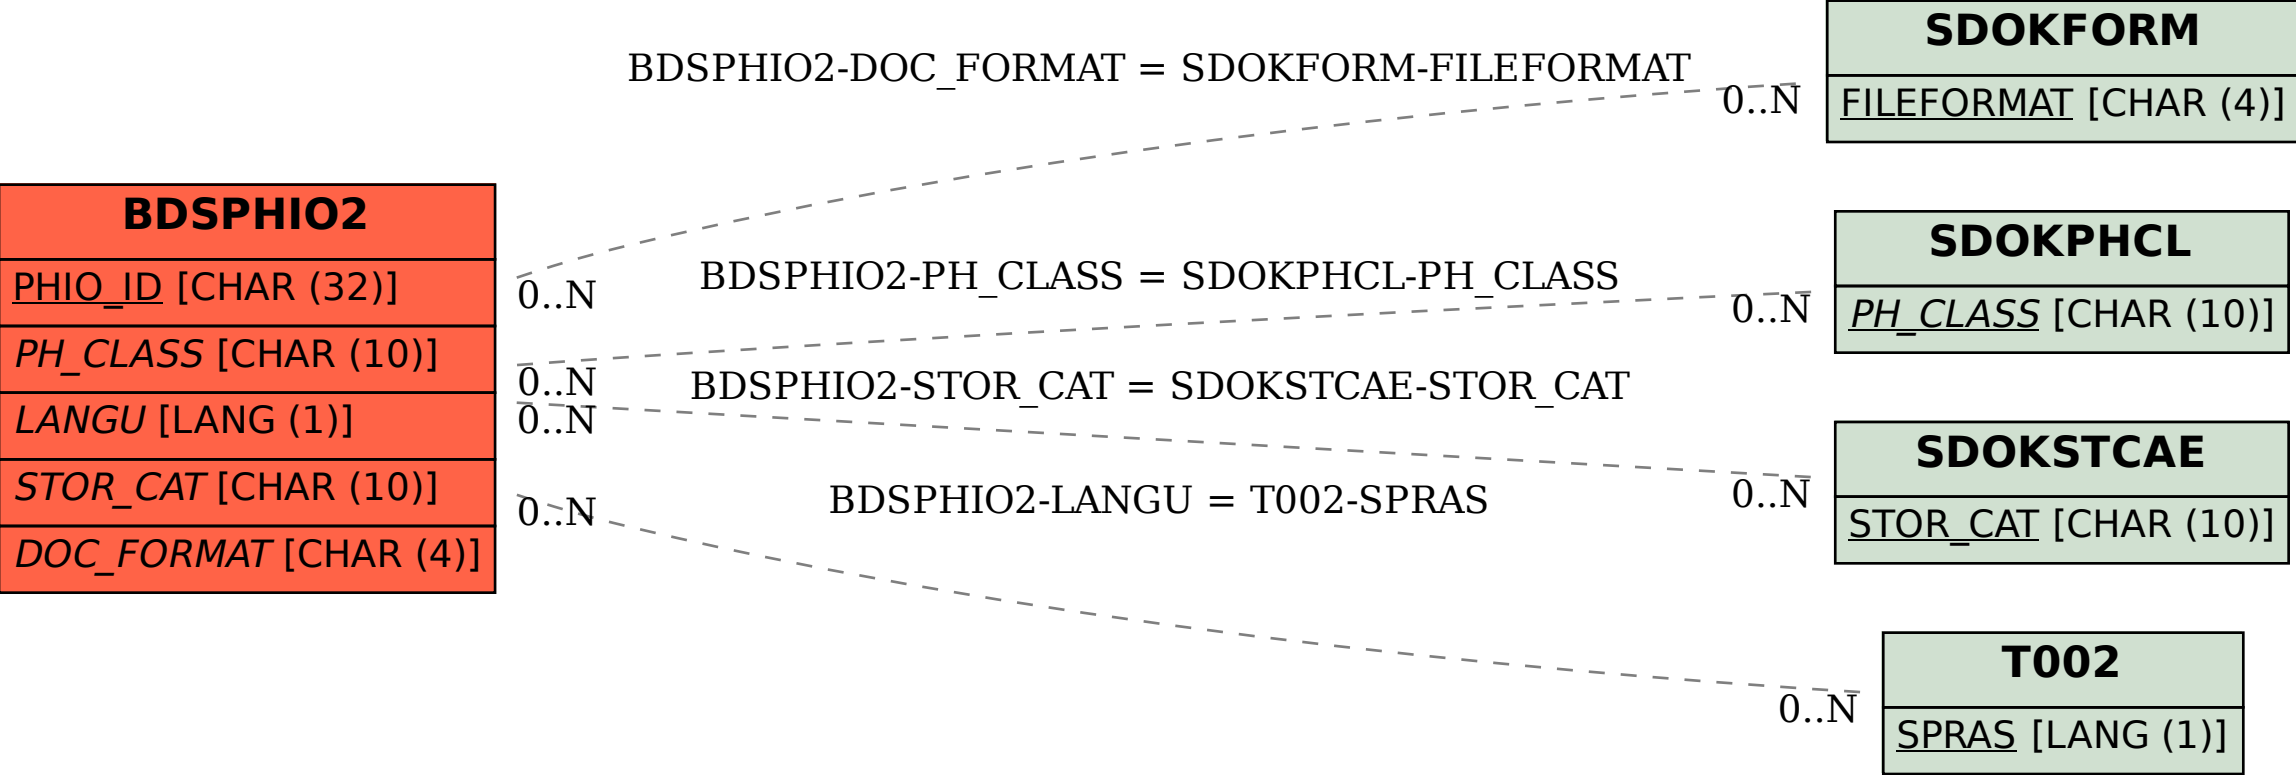 BDSPHIO2
PHIO_ID [CHAR (32)]
PH_CLASS [CHAR (10)]
LANGU [LANG (1)]
STOR_CAT [CHAR (10)]
DOC_FORMAT [CHAR (4)]
BDSPHIO2-DOC_FORMAT = SDOKFORM-FILEFORMAT
0..N
0..N
BDSPHIO2-PH_CLASS = SDOKPHCL-PH_CLASS
0..N
0..N
BDSPHIO2-STOR_CAT = SDOKSTCAE-STOR_CAT
0..N
0..N
BDSPHIO2-LANGU = T002-SPRAS
0..N
0..N
SDOKFORM
FILEFORMAT [CHAR (4)]
SDOKPHCL
PH_CLASS [CHAR (10)]
SDOKSTCAE
STOR_CAT [CHAR (10)]
T002
SPRAS [LANG (1)]